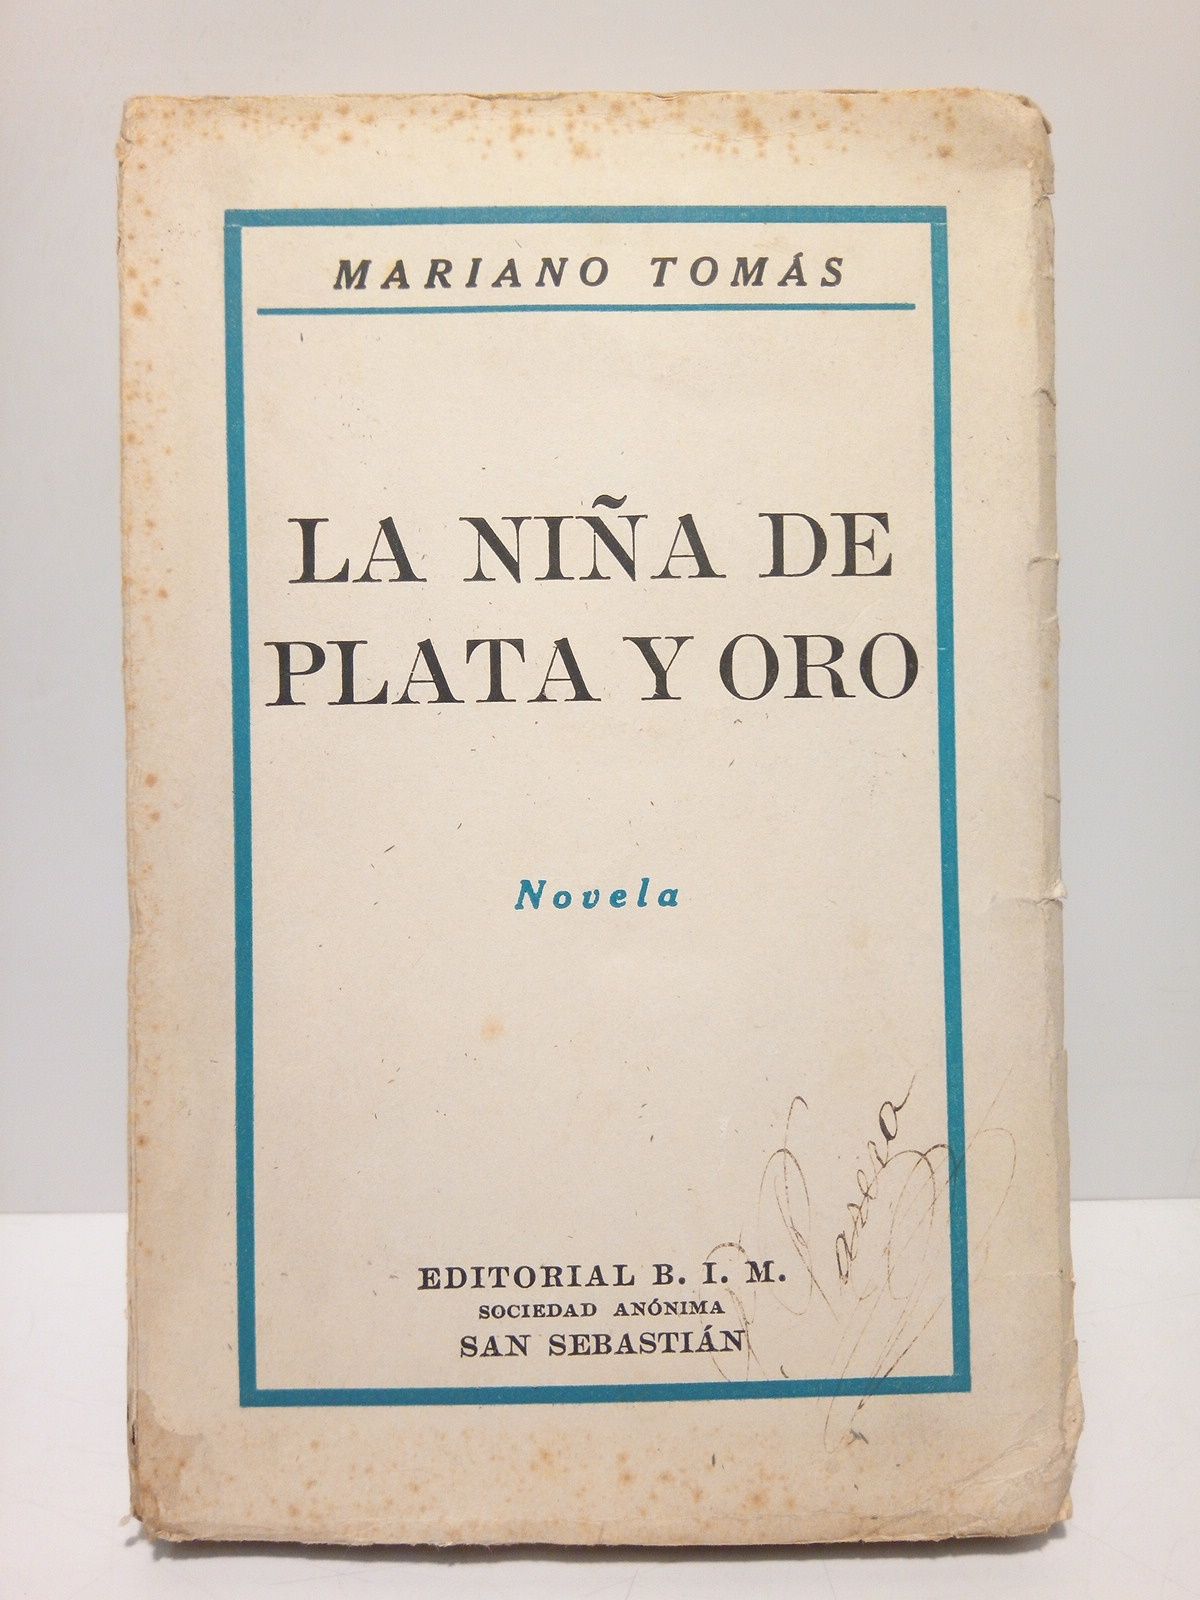 MARIANO TOMÁS
LA NIÑA DE
PLATA Y ORO
Novela
EDITORIAL B. I. M.
SOCIEDAD ANÓNIMA
SAN SEBASTIÁN